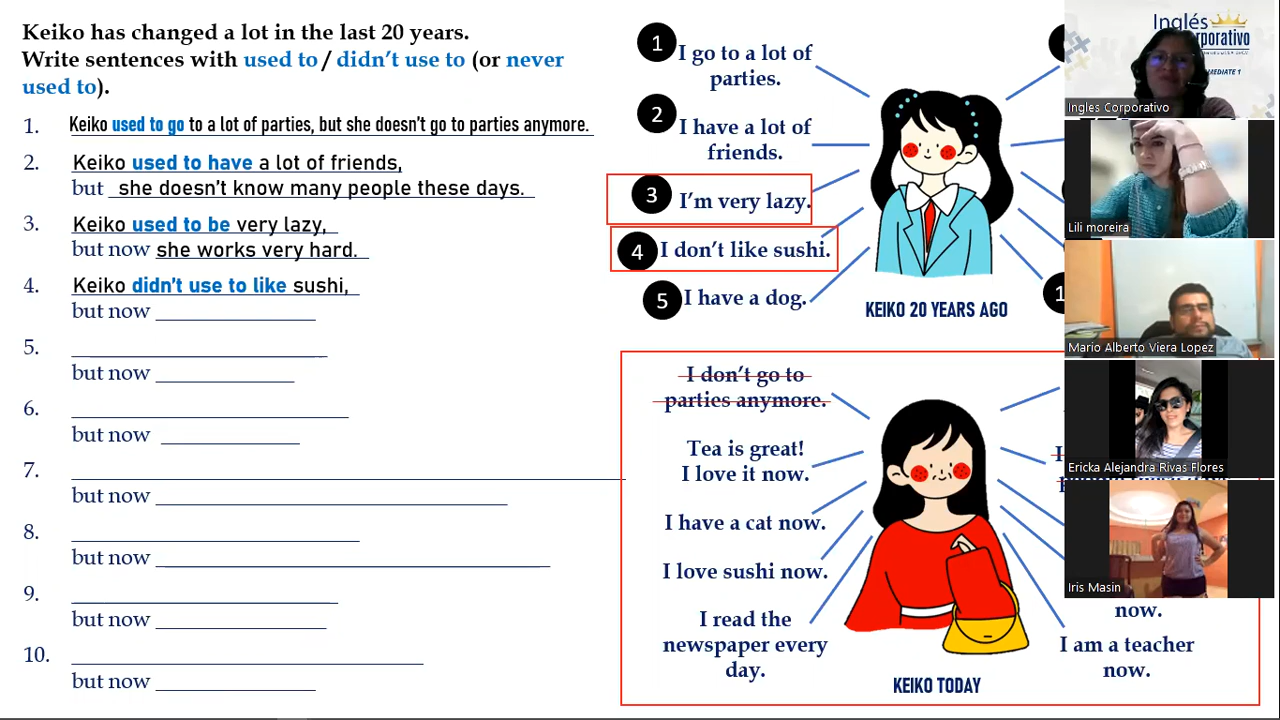 Keiko has changed a lot in the last 20 years.
Write sentences with used to / didn't use to (or never
used to).
1. Keiko used to go to a lot of parties, but she doesn't go to parties anymore.
2. Keiko used to have a lot of friends,
but she doesn't know many people these days.
3. Keiko used to be very lazy,
but now she works very hard.
4. Keiko didn't use to like sushi,
but now
5.
but now
6.
but now
7.
but now
8.
but now
9.
but now
10.
but now
1 I go to a lot of
parties.
2 I have a lot of
friends.
3 I'm very lazy.
4 I don't like sushi.
5 I have a dog.
KEIKO 20 YEARS AGO
I don't go to
parties anymore.
Tea is great!
I love it now.
I have a cat now.
I love sushi now.
I read the
newspaper every
day.
KEIKO TODAY
now.
I am a teacher
now.
Inglés
MEDIATE 1
Ingles Corporativo
Lili moreira
Mario Alberto Viera Lopez
Ericka Alejandra Rivas Flores
Iris Masin